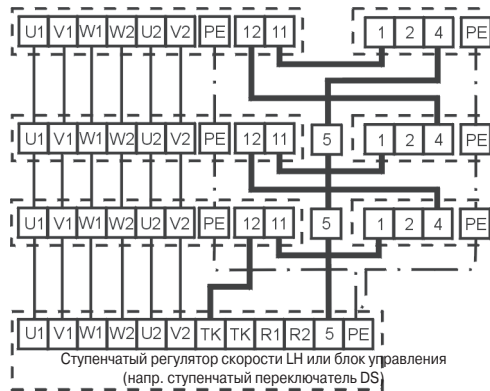 U1 V1 W1 W2 U2 V2 PE 12 11 1 2 4 PE
U1 V1 W1 W2 U2 V2 PE 12 11 5 1 2 4 PE
U1 V1 W1 W2 U2 V2 PE 12 11 5 1 2 4 PE
U1 V1 W1 W2 U2 V2 TK TK R1 R2 5 PE
Ступенчатый регулятор скорости LH или блок управления
(напр. ступенчатый переключатель DS)